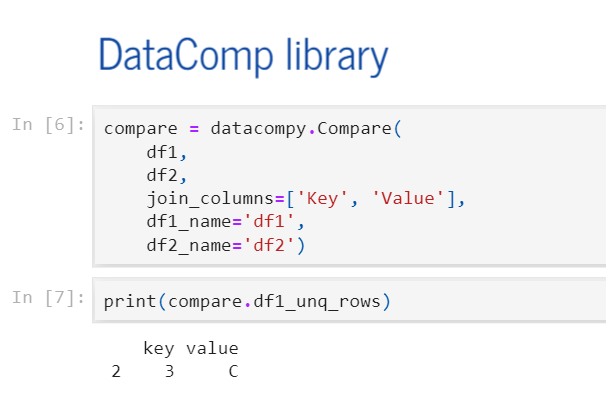 DataComp library
In [6]: compare = datacompy.Compare(
df1,
df2,
join_columns=['Key', 'Value'],
df1_name='df1',
df2_name='df2')
In [7]: print(compare.df1_unq_rows)
key value
2 3 C